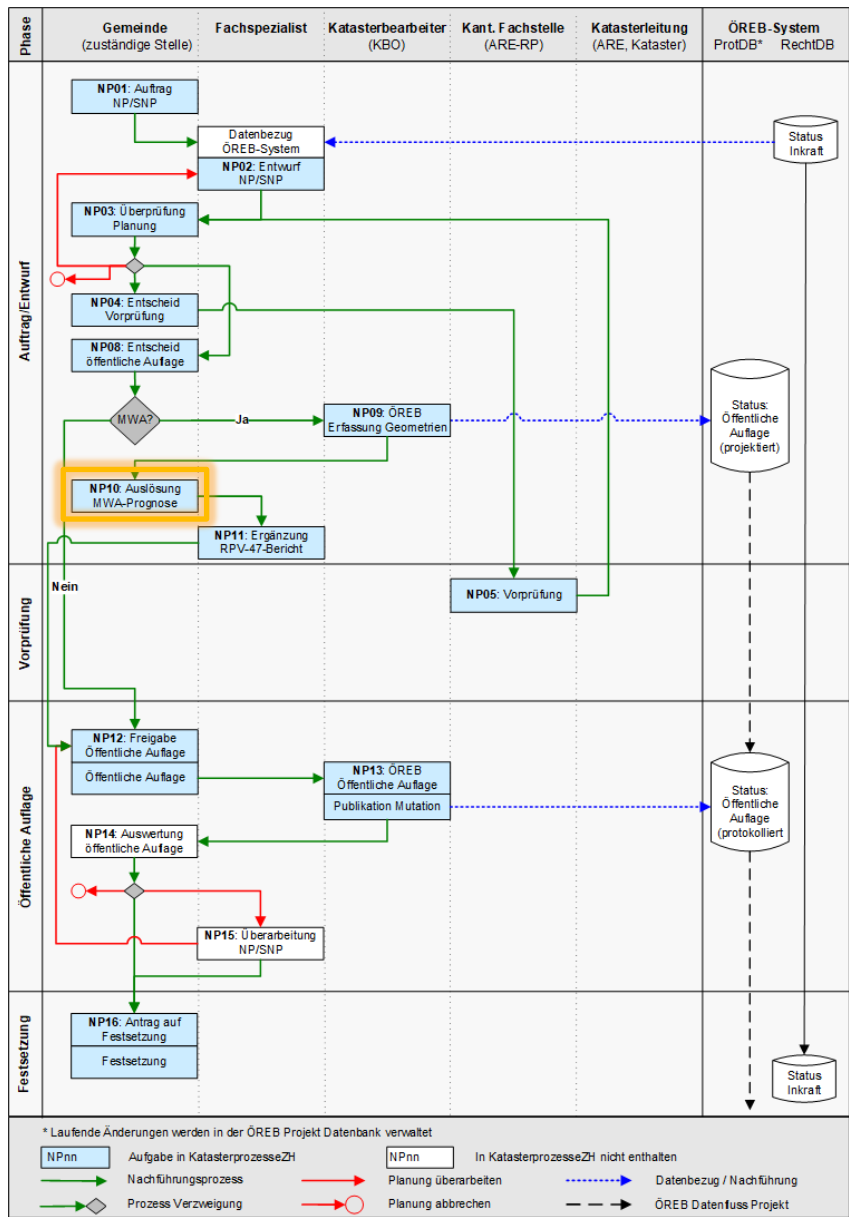 Phase
Gemeinde
(zuständige Stelle)
Fachspezialist
Katasterbearbeiter
(KBO)
Kant. Fachstelle
(ARE-RP)
Katasterleitung
(ARE, Kataster)
ÖREB-System
ProtDB* RechtDB
Auftrag/Entwurf
NP01: Auftrag
NP/SNP
Datenbezug
ÖREB-System
NP02: Entwurf
NP/SNP
Status
Inkraft
NP03: Überprüfung
Planung
NP04: Entscheid
Vorprüfung
NP08: Entscheid
öffentliche Auflage
MWA?
Ja
NP09: ÖREB
Erfassung Geometrien
Status:
Öffentliche
Auflage
(projektiert)
NP10: Auslösung
MWA-Prognose
NP11: Ergänzung
RPV-47-Bericht
Nein
Vorprüfung
NP05: Vorprüfung
Öffentliche Auflage
NP12: Freigabe
Öffentliche Auflage
Öffentliche Auflage
NP13: ÖREB
Öffentliche Auflage
Publikation Mutation
Status:
Öffentliche
Auflage
(protokolliert
NP14: Auswertung
öffentliche Auflage
NP15: Überarbeitung
NP/SNP
Festsetzung
NP16: Antrag auf
Festsetzung
Festsetzung
Status
Inkraft
* Laufende Änderungen werden in der ÖREB Projekt Datenbank verwaltet
NPnn Aufgabe in KatasterprozesseZH NPnn In KatasterprozesseZH nicht enthalten
Nachführungsprozess Planung überarbeiten Datenbezug / Nachführung
Prozess Verzweigung Planung abbrechen ÖREB Datenfluss Projekt